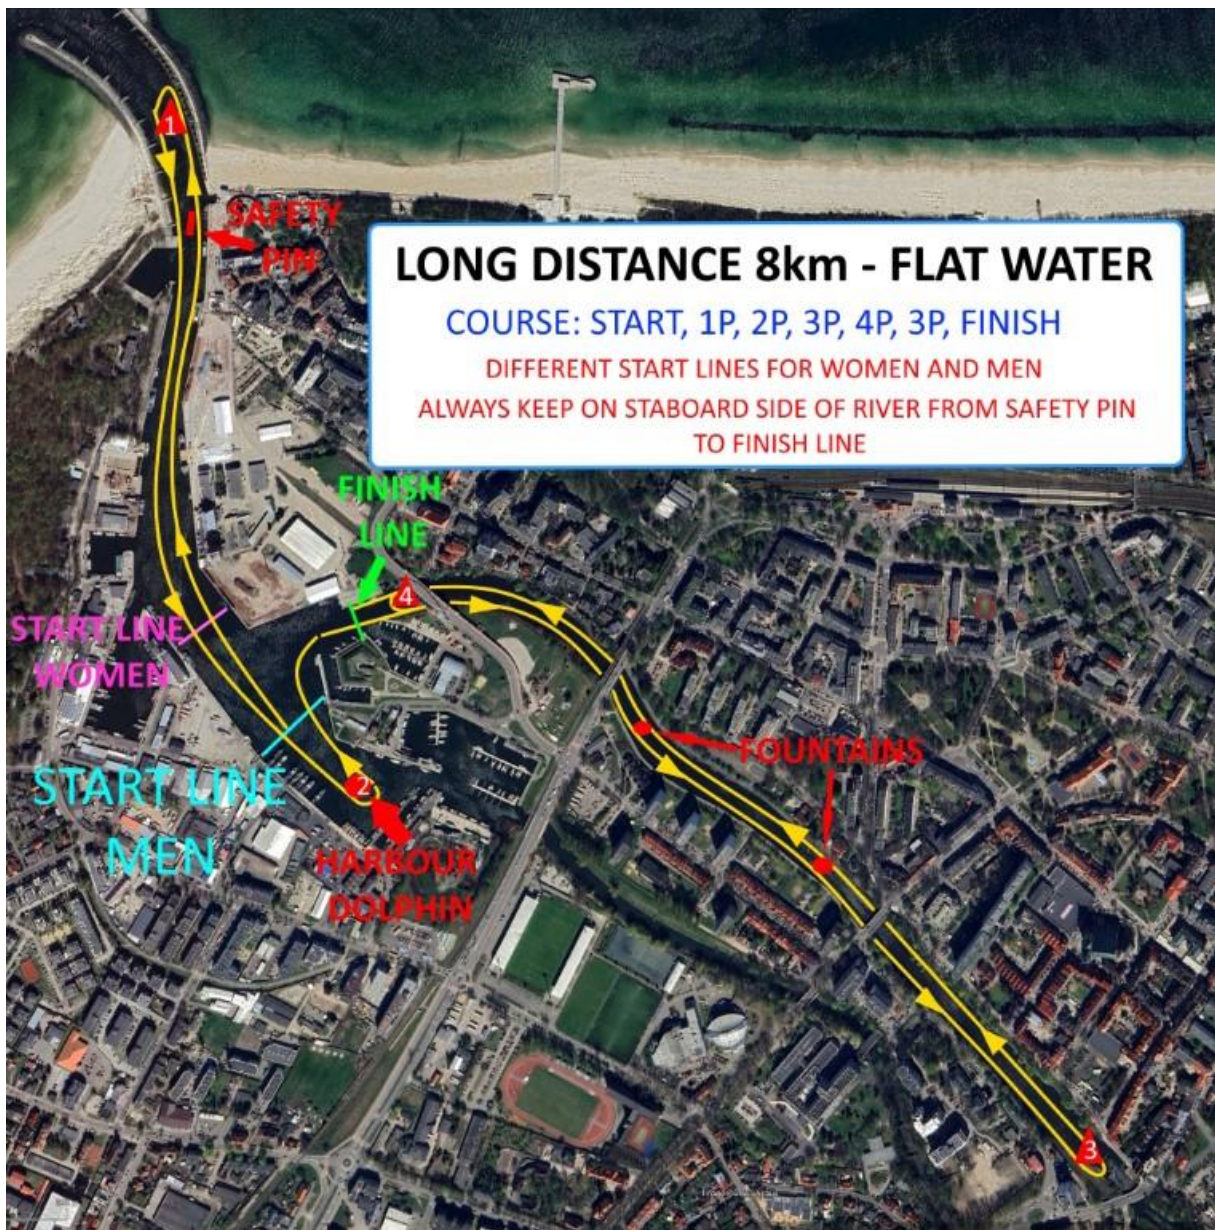 1
SAFETY
PIN
LONG DISTANCE 8km - FLAT WATER
COURSE: START, 1P, 2P, 3P, 4P, 3P, FINISH
DIFFERENT START LINES FOR WOMEN AND MEN
ALWAYS KEEP ON STABOARD SIDE OF RIVER FROM SAFETY PIN
TO FINISH LINE
FINISH
LINE
4
START LINE
WOMEN
FOUNTAINS
2
START LINE
MEN
HARBOUR
DOLPHIN
3